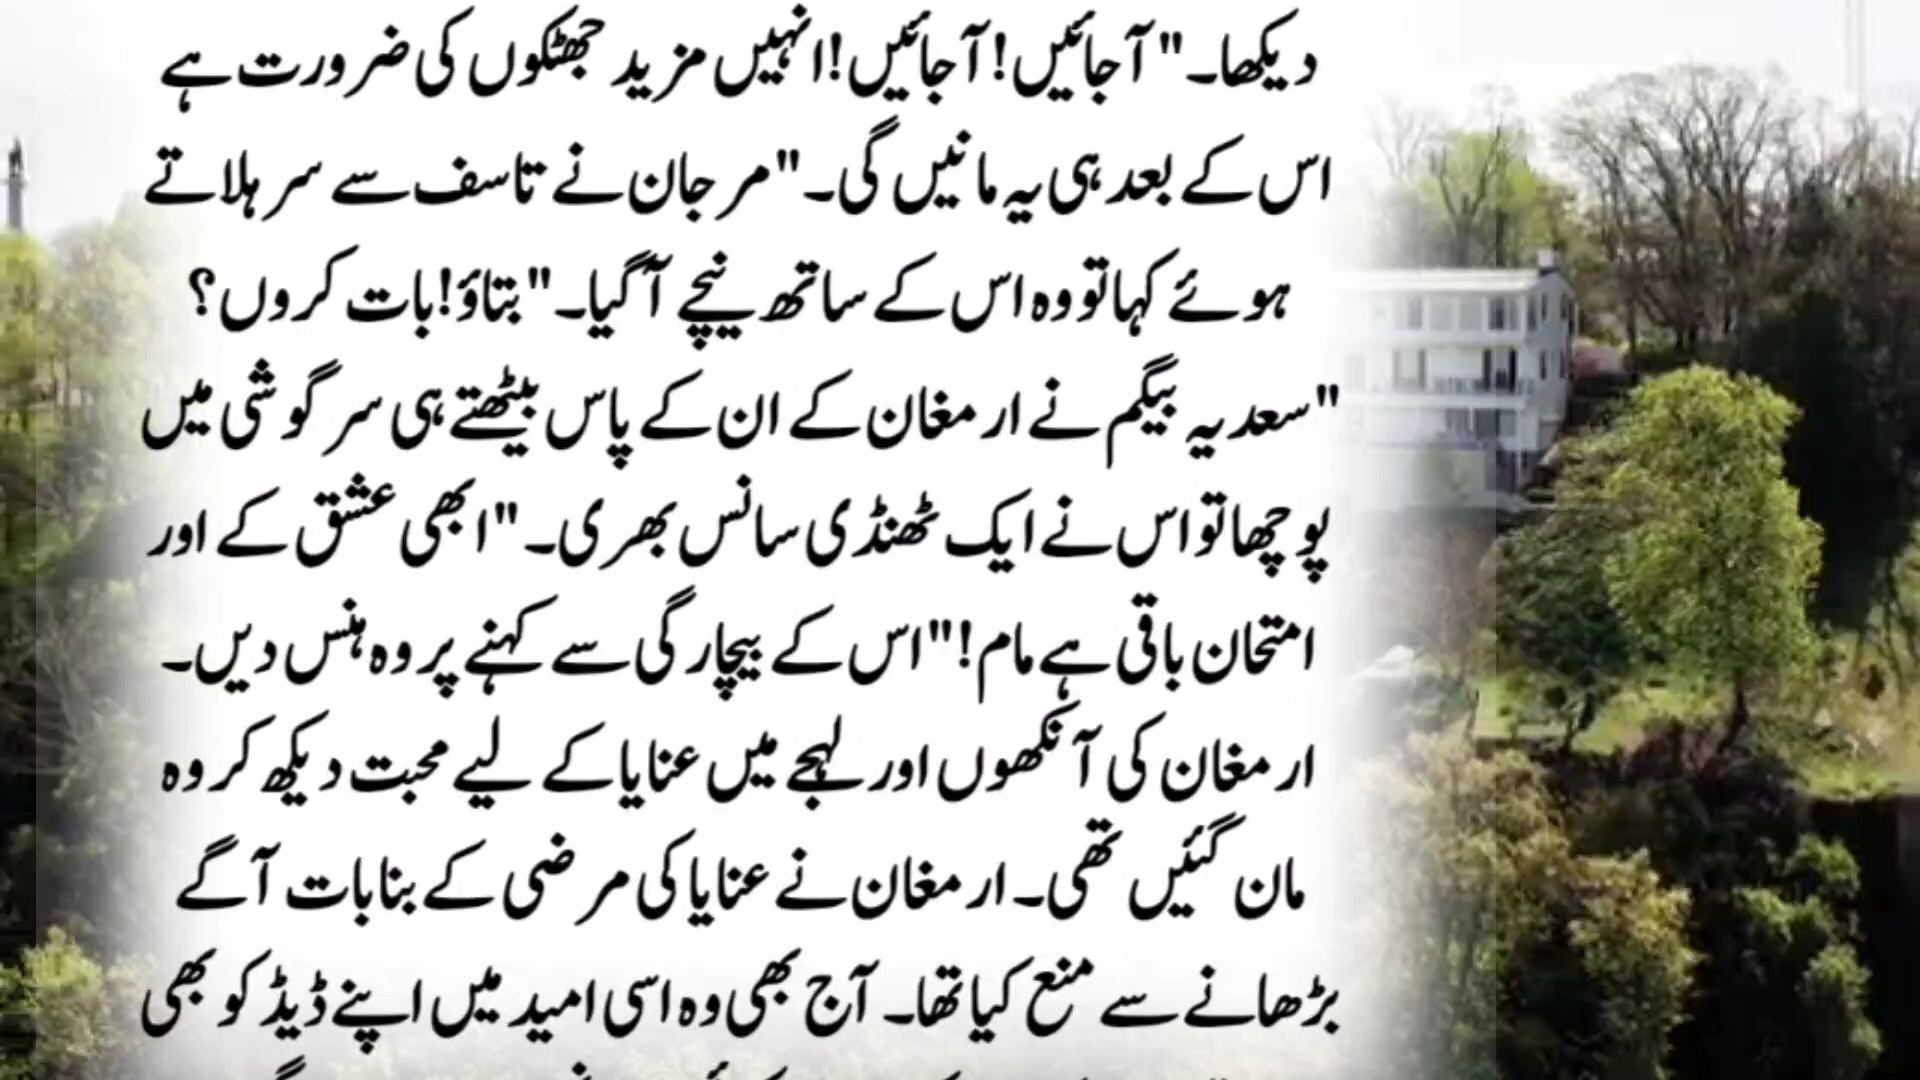 دیکھا۔" آجائیں! آجائیں! انہیں مزید جھٹکوں کی ضرورت ہے
اس کے بعد ہی یہ مانیں گی۔" مرجان نے تاسف سے سر ہلاتے
ہوئے کہا تو وہ اس کے ساتھ نیچے آگیا۔" بتاؤ! بات کروں؟
"سعدیہ بیگم نے ارمغان کے ان کے پاس بیٹھتے ہی سرگوشی میں
پوچھا تو اس نے ایک ٹھنڈی سانس بھری۔ "ابھی عشق کے اور
امتحان باقی ہے مام!" اس کے بیچارگی سے کہنے پر وہ ہنس دیں۔
ارمغان کی آنکھوں اور لہجے میں عنایا کے لیے محبت دیکھ کر وہ
مان گئیں تھی۔ ارمغان نے عنایا کی مرضی کے بنا بات آگے
بڑھانے سے منع کیا تھا۔ آج بھی وہ اسی امید میں اپنے ڈیڈ کو بھی